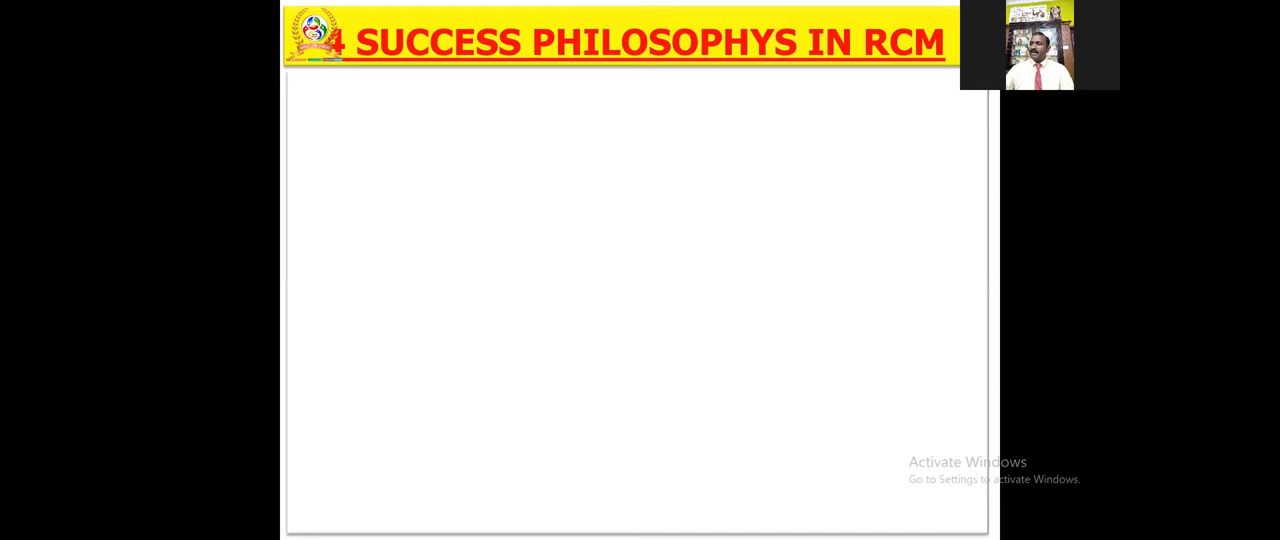 4 SUCCESS PHILOSOPHYS IN RCM
Activate Windows
Go to Settings to activate Windows.